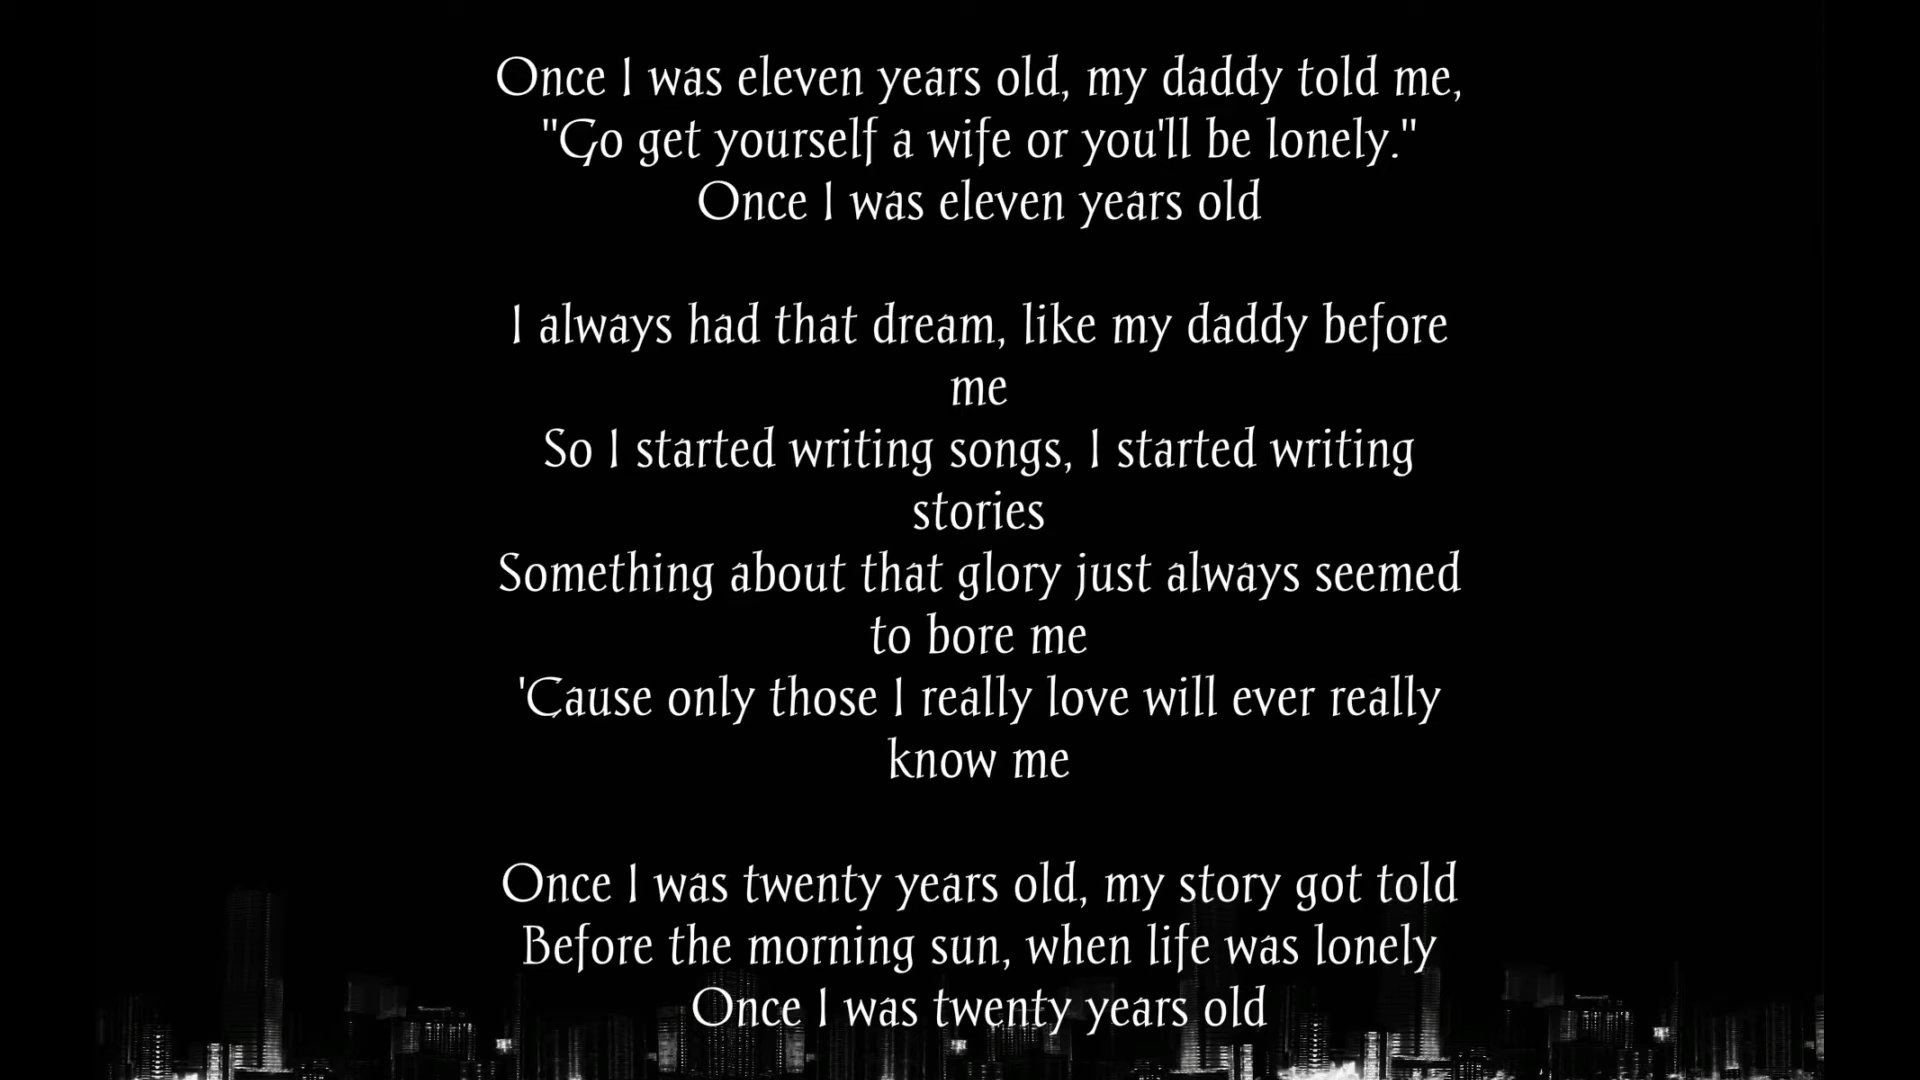 Once I was eleven years old, my daddy told me,
"Go get yourself a wife or you'll be lonely."
Once I was eleven years old
I always had that dream, like my daddy before
me
So I started writing songs, I started writing
stories
Something about that glory just always seemed
to bore me
'Cause only those I really love will ever really
know me
Once I was twenty years old, my story got told
Before the morning sun, when life was lonely
Once I was twenty years old